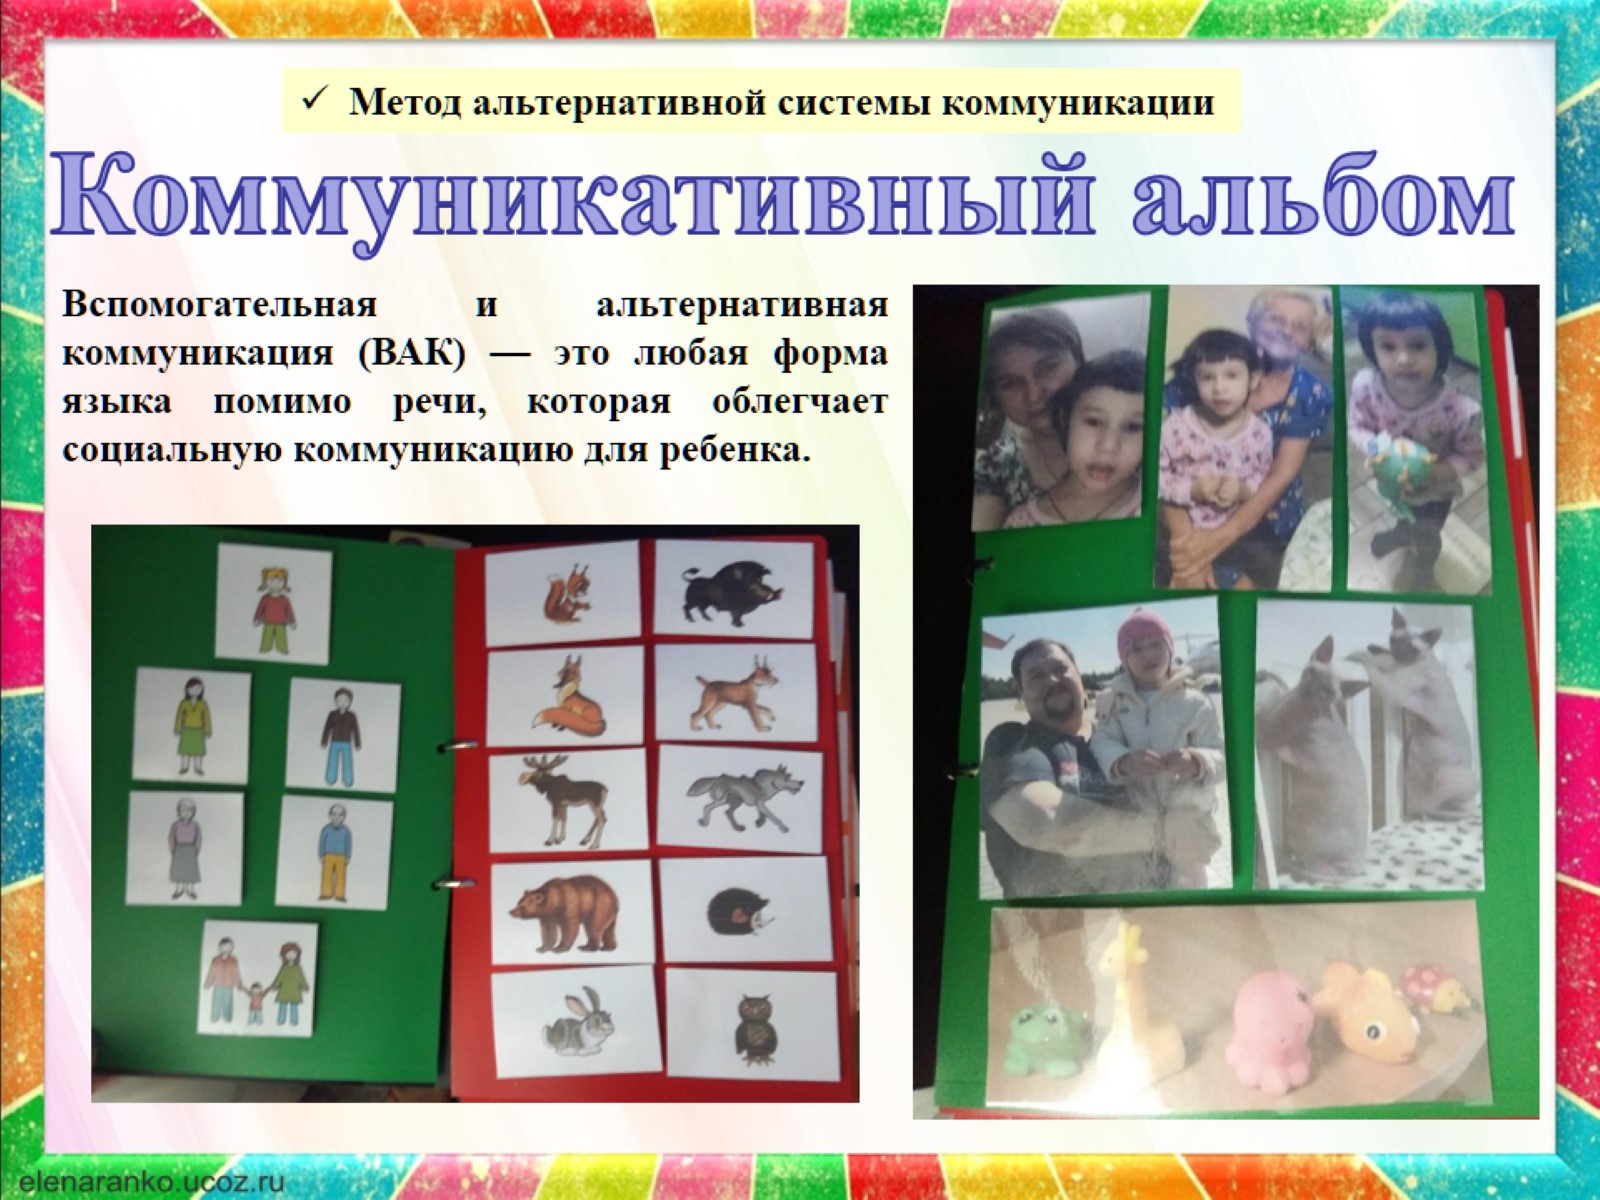 ✓ Метод альтернативной системы коммуникации
Коммуникативный альбом
Вспомогательная и альтернативная
коммуникация (ВАК) — это любая форма
языка помимо речи, которая облегчает
социальную коммуникацию для ребенка.
elenaranko.ucoz.ru